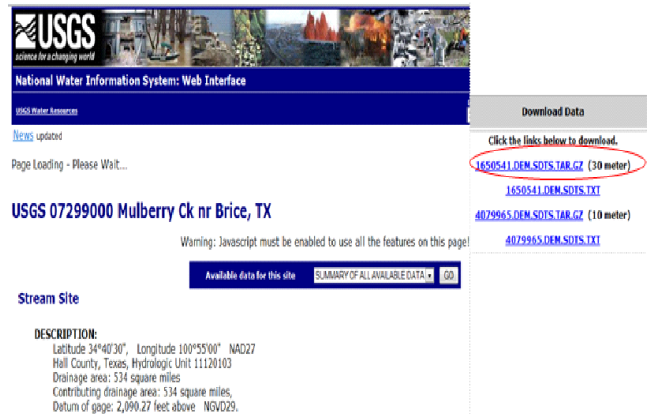 USGS
science for a changing world
National Water Information System: Web Interface
USGS Water Resources
News updated
Page Loading - Please Wait...
USGS 07299000 Mulberry Ck nr Brice, TX
Warning: Javascript must be enabled to use all the features on this page!
Available data for this site SUMMARY OF ALL AVAILABLE DATA GO
Stream Site
DESCRIPTION:
Latitude 34°40'30", Longitude 100°55'00" NAD27
Hall County, Texas, Hydrologic Unit 11120103
Drainage area: 534 square miles
Contributing drainage area: 534 square miles,
Datum of gage: 2,090.27 feet above NGVD29.
Download Data
Click the links below to download.
1650541.DEM.SDTS.TAR.GZ (30 meter)
1650541.DEM.SDTS.TXT
4079965.DEM.SDTS.TAR.GZ (10 meter)
4079965.DEM.SDTS.TXT